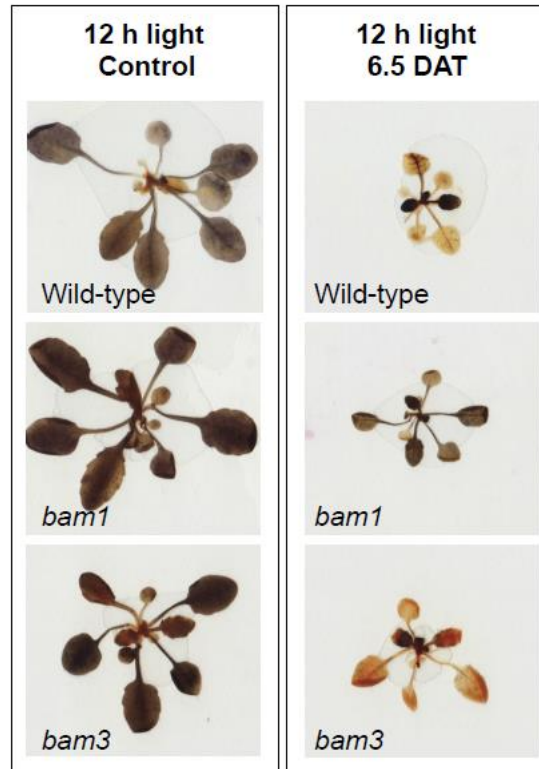 12 h light
Control
12 h light
6.5 DAT
Wild-type
Wild-type
bam1
bam1
bam3
bam3